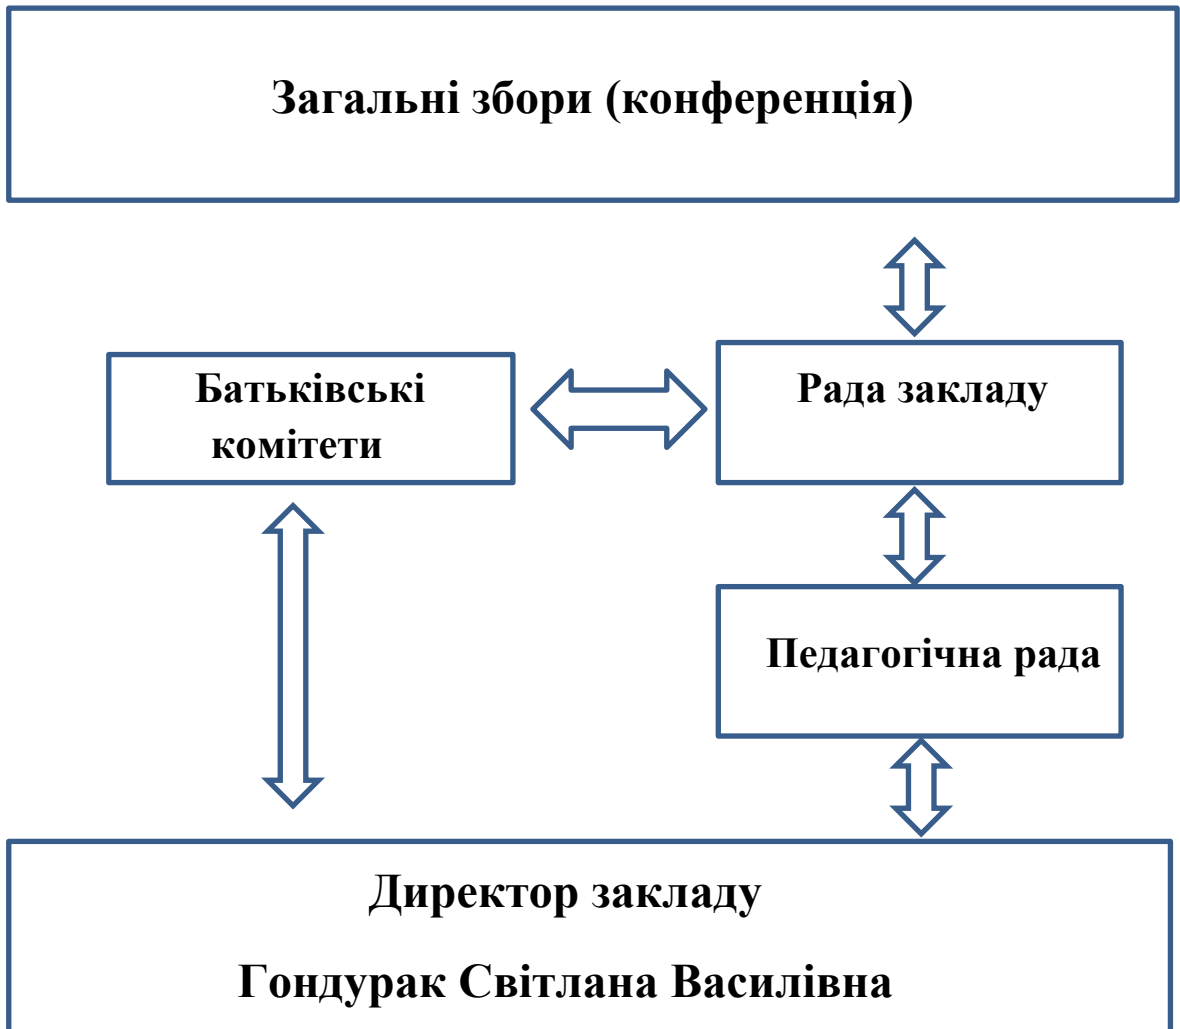 Загальні збори (конференція)
Батьківські
комітети
Рада закладу
Педагогічна рада
Директор закладу
Гондурак Світлана Василівна